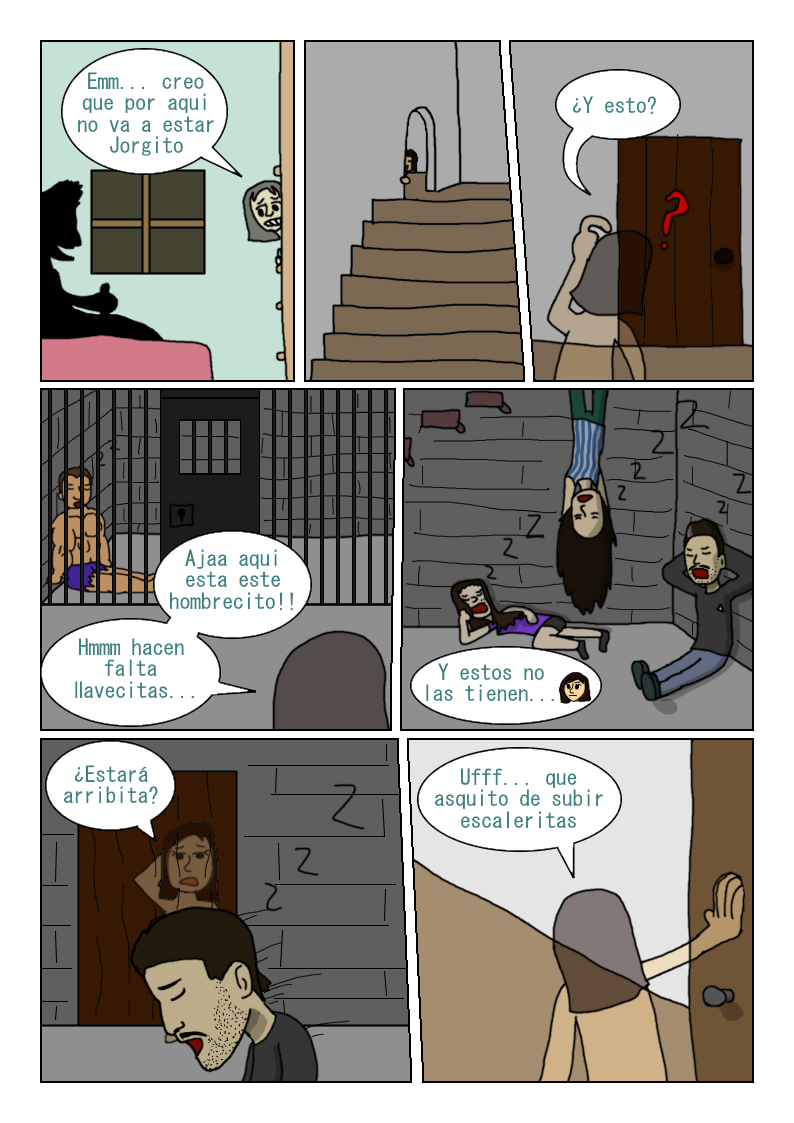 Emm... creo
que por aqui
no va a estar
Jorgito
¿Y esto?
?
z z
Ajaa aqui
esta este
hombrecito!!
Hmmm hacen
falta
llavecitas...
Z
Z
Z
z
Z
z
Z
Z
z
Y estos no
las tienen...
¿Estará
arribita?
Z
Z
Z
Ufff... que
asquito de subir
escaleritas